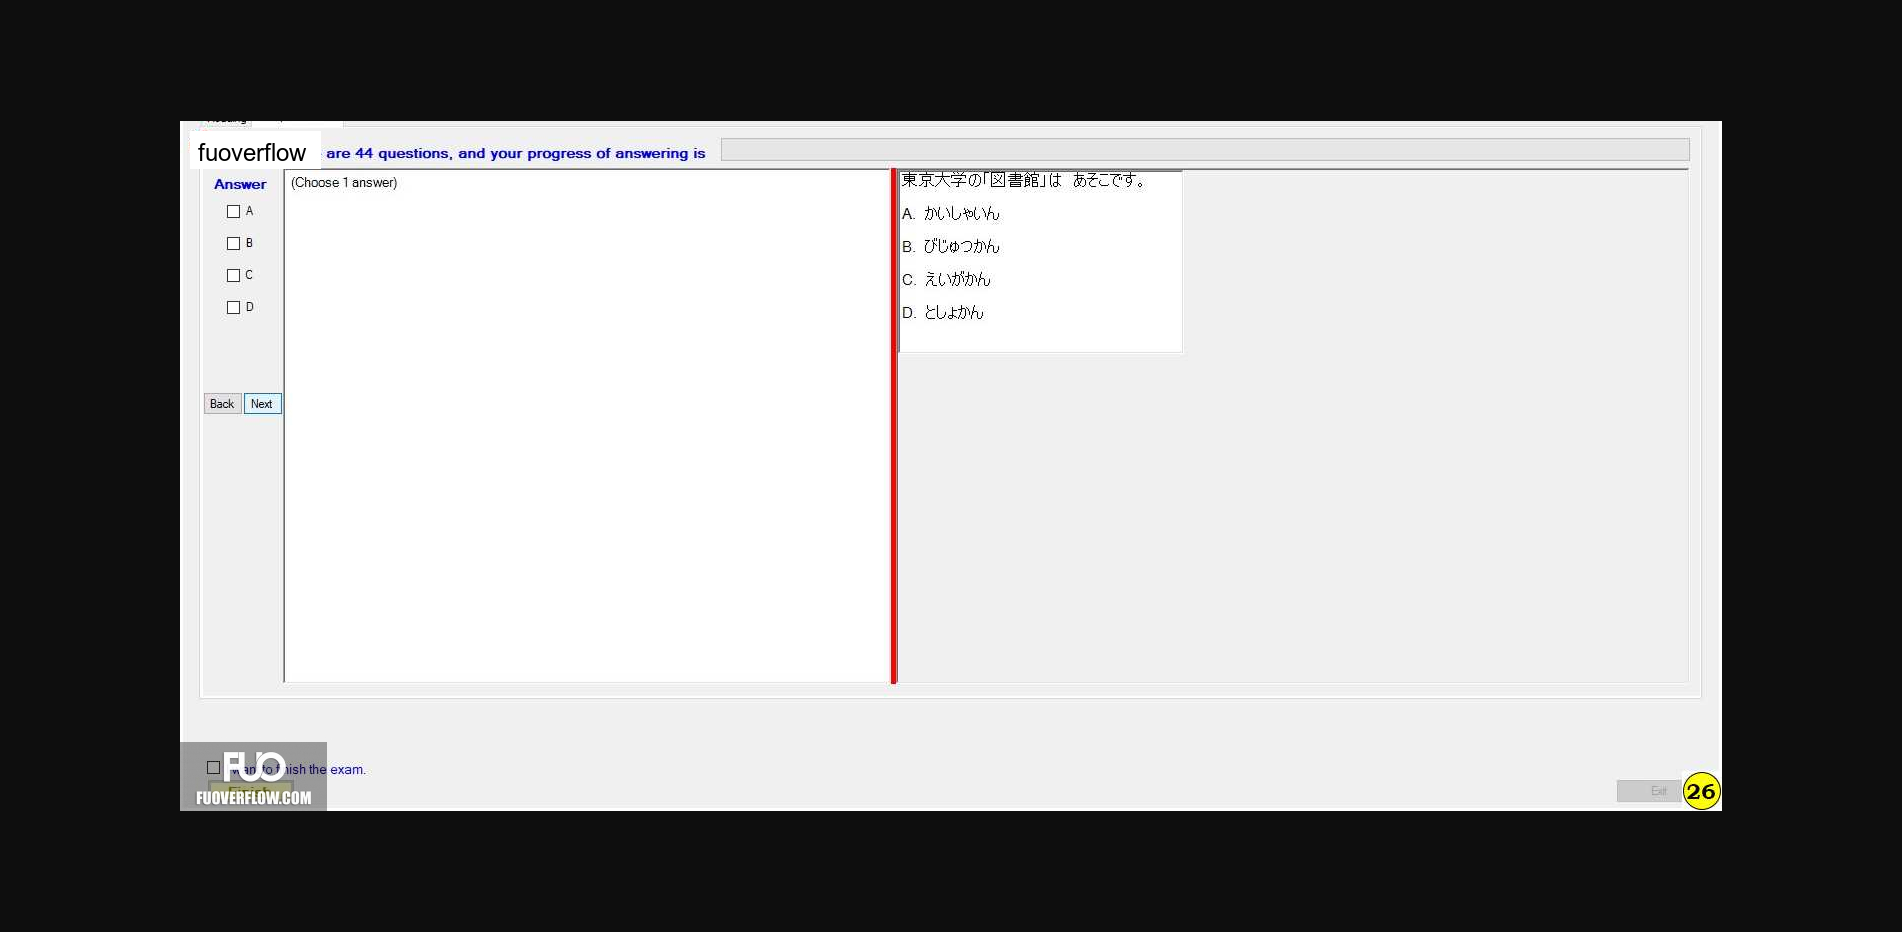 fuoverflow are 44 questions, and your progress of answering is
Answer
(Choose 1 answer)
A
B
C
D
Back Next
東京大学の「図書館」は あそこです。
A. かいしゃいん
B. びじゅつかん
C. えいがかん
D. としょかん
FUO
to finish the exam.
Finish
FUOVERFLOW.COM
Exit
26